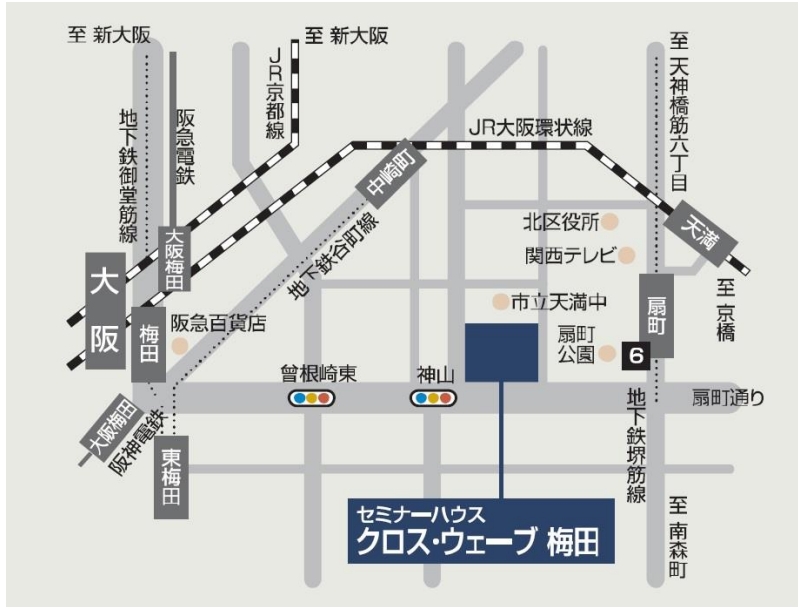 至 新大阪
至 新大阪
JR京都線
阪急電鉄
地下鉄御堂筋線
JR大阪環状線
至 天神橋筋六丁目
中崎町
地下鉄谷町線
北区役所
関西テレビ
天満
至 京橋
大阪梅田
大阪
梅田
阪急百貨店
市立天満中
扇町
公園
6
扇町
曽根崎東
神山
扇町通り
大阪梅田
阪神電鉄
東梅田
地下鉄堺筋線
至 南森町
セミナーハウス
クロス・ウェーブ 梅田